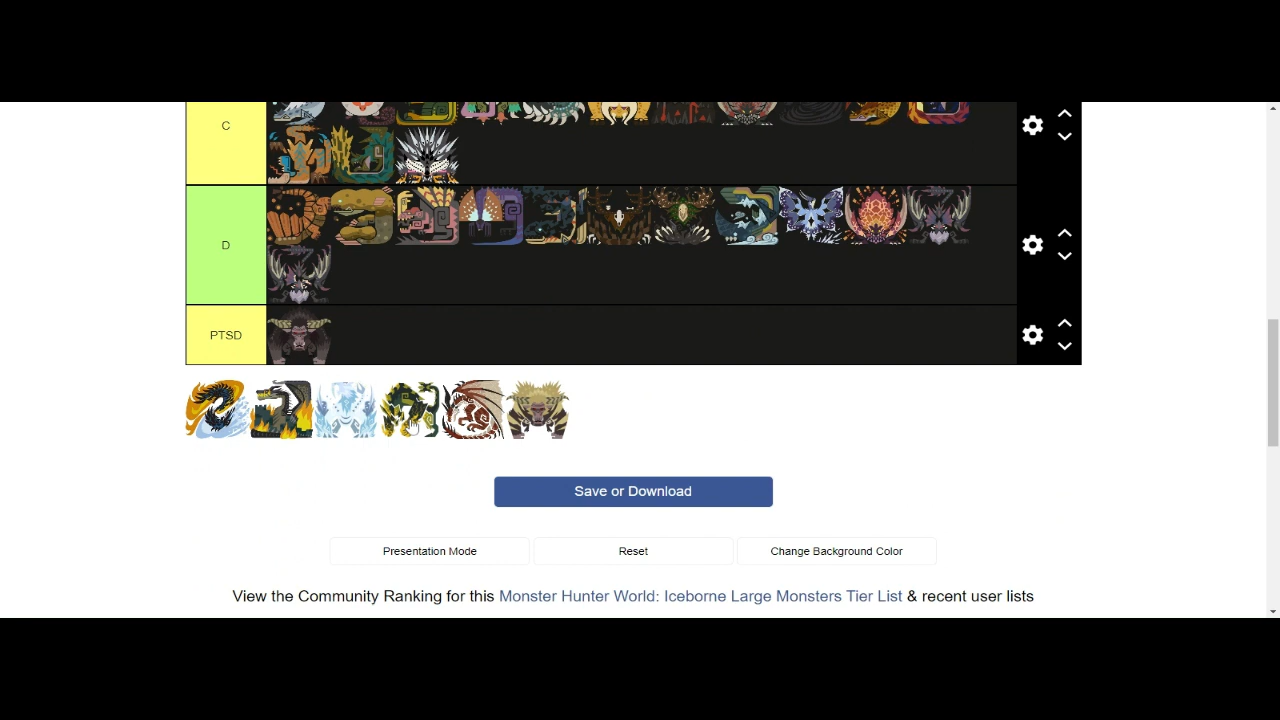 C
D
PTSD
Save or Download
Presentation Mode
Reset
Change Background Color
View the Community Ranking for this Monster Hunter World: Iceborne Large Monsters Tier List & recent user lists